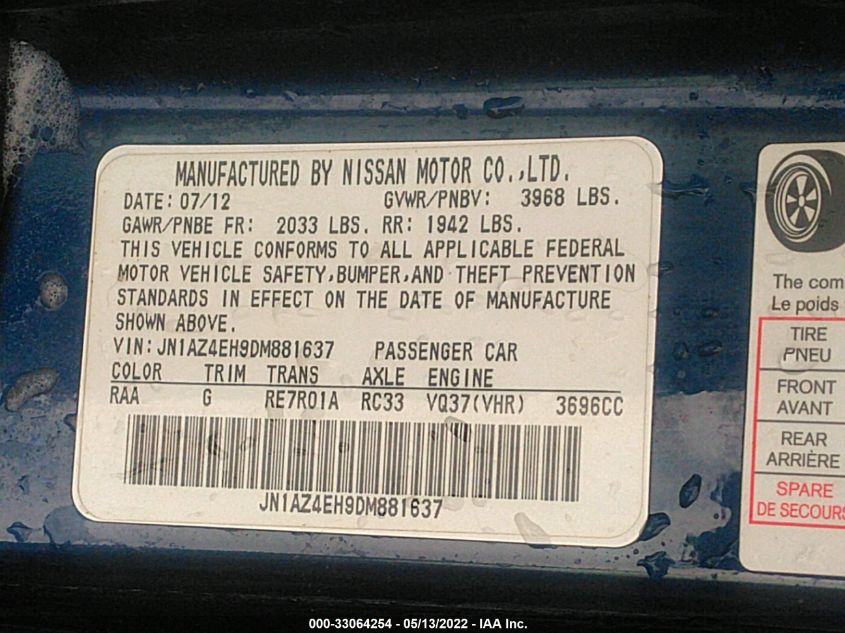 MANUFACTURED BY NISSAN MOTOR CO.,LTD.
DATE: 07/12 GVWR/PNBV: 3968 LBS.
GAWR/PNBE FR: 2033 LBS. RR: 1942 LBS.
THIS VEHICLE CONFORMS TO ALL APPLICABLE FEDERAL
MOTOR VEHICLE SAFETY,BUMPER,AND THEFT PREVENTION
STANDARDS IN EFFECT ON THE DATE OF MANUFACTURE
SHOWN ABOVE.
VIN: JN1AZ4EH9DM881637 PASSENGER CAR
COLOR TRIM TRANS AXLE ENGINE
RAA G RE7R01A RC33 VQ37(VHR) 3696CC
JN1AZ4EH9DM881637
The com
Le poids
TIRE
PNEU
FRONT
AVANT
REAR
ARRIÈRE
SPARE
DE SECOURS
000-33064254 - 05/13/2022 - IAA Inc.